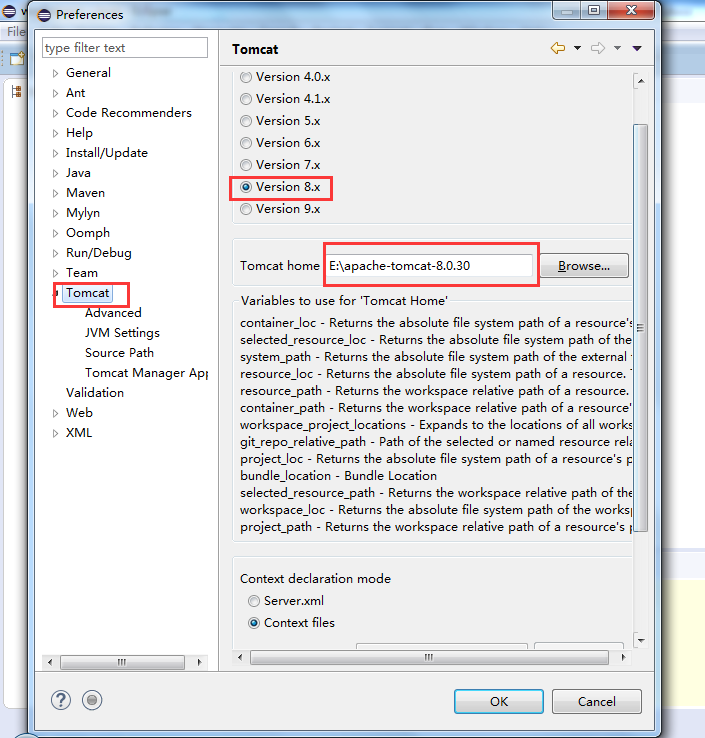 Preferences
File
type filter text
General
Ant
Code Recommenders
Help
Install/Update
Java
Maven
Mylyn
Oomph
Run/Debug
Team
Tomcat
Advanced
JVM Settings
Source Path
Tomcat Manager App
Validation
Web
XML
Tomcat
Version 4.0.x
Version 4.1.x
Version 5.x
Version 6.x
Version 7.x
Version 8.x
Version 9.x
Tomcat home E:\apache-tomcat-8.0.30 Browse...
Variables to use for 'Tomcat Home'
container_loc - Returns the absolute file system path of a resource's
selected_resource_loc - Returns the absolute file system path of the
system_path - Returns the absolute file system path of the external
resource_loc - Returns the absolute file system path of a resource.
resource_path - Returns the workspace relative path of a resource.
container_path - Returns the workspace relative path of a resource'
workspace_project_locations - Expands to the locations of all works
git_repo_relative_path - Path of the selected or named resource rela
project_loc - Returns the absolute file system path of a resource's p
bundle_location - Bundle Location
selected_resource_path - Returns the workspace relative path of the
workspace_loc - Returns the absolute file system path of the worksp
project_path - Returns the workspace relative path of a resource's p
Context declaration mode
Server.xml
Context files
? OK Cancel